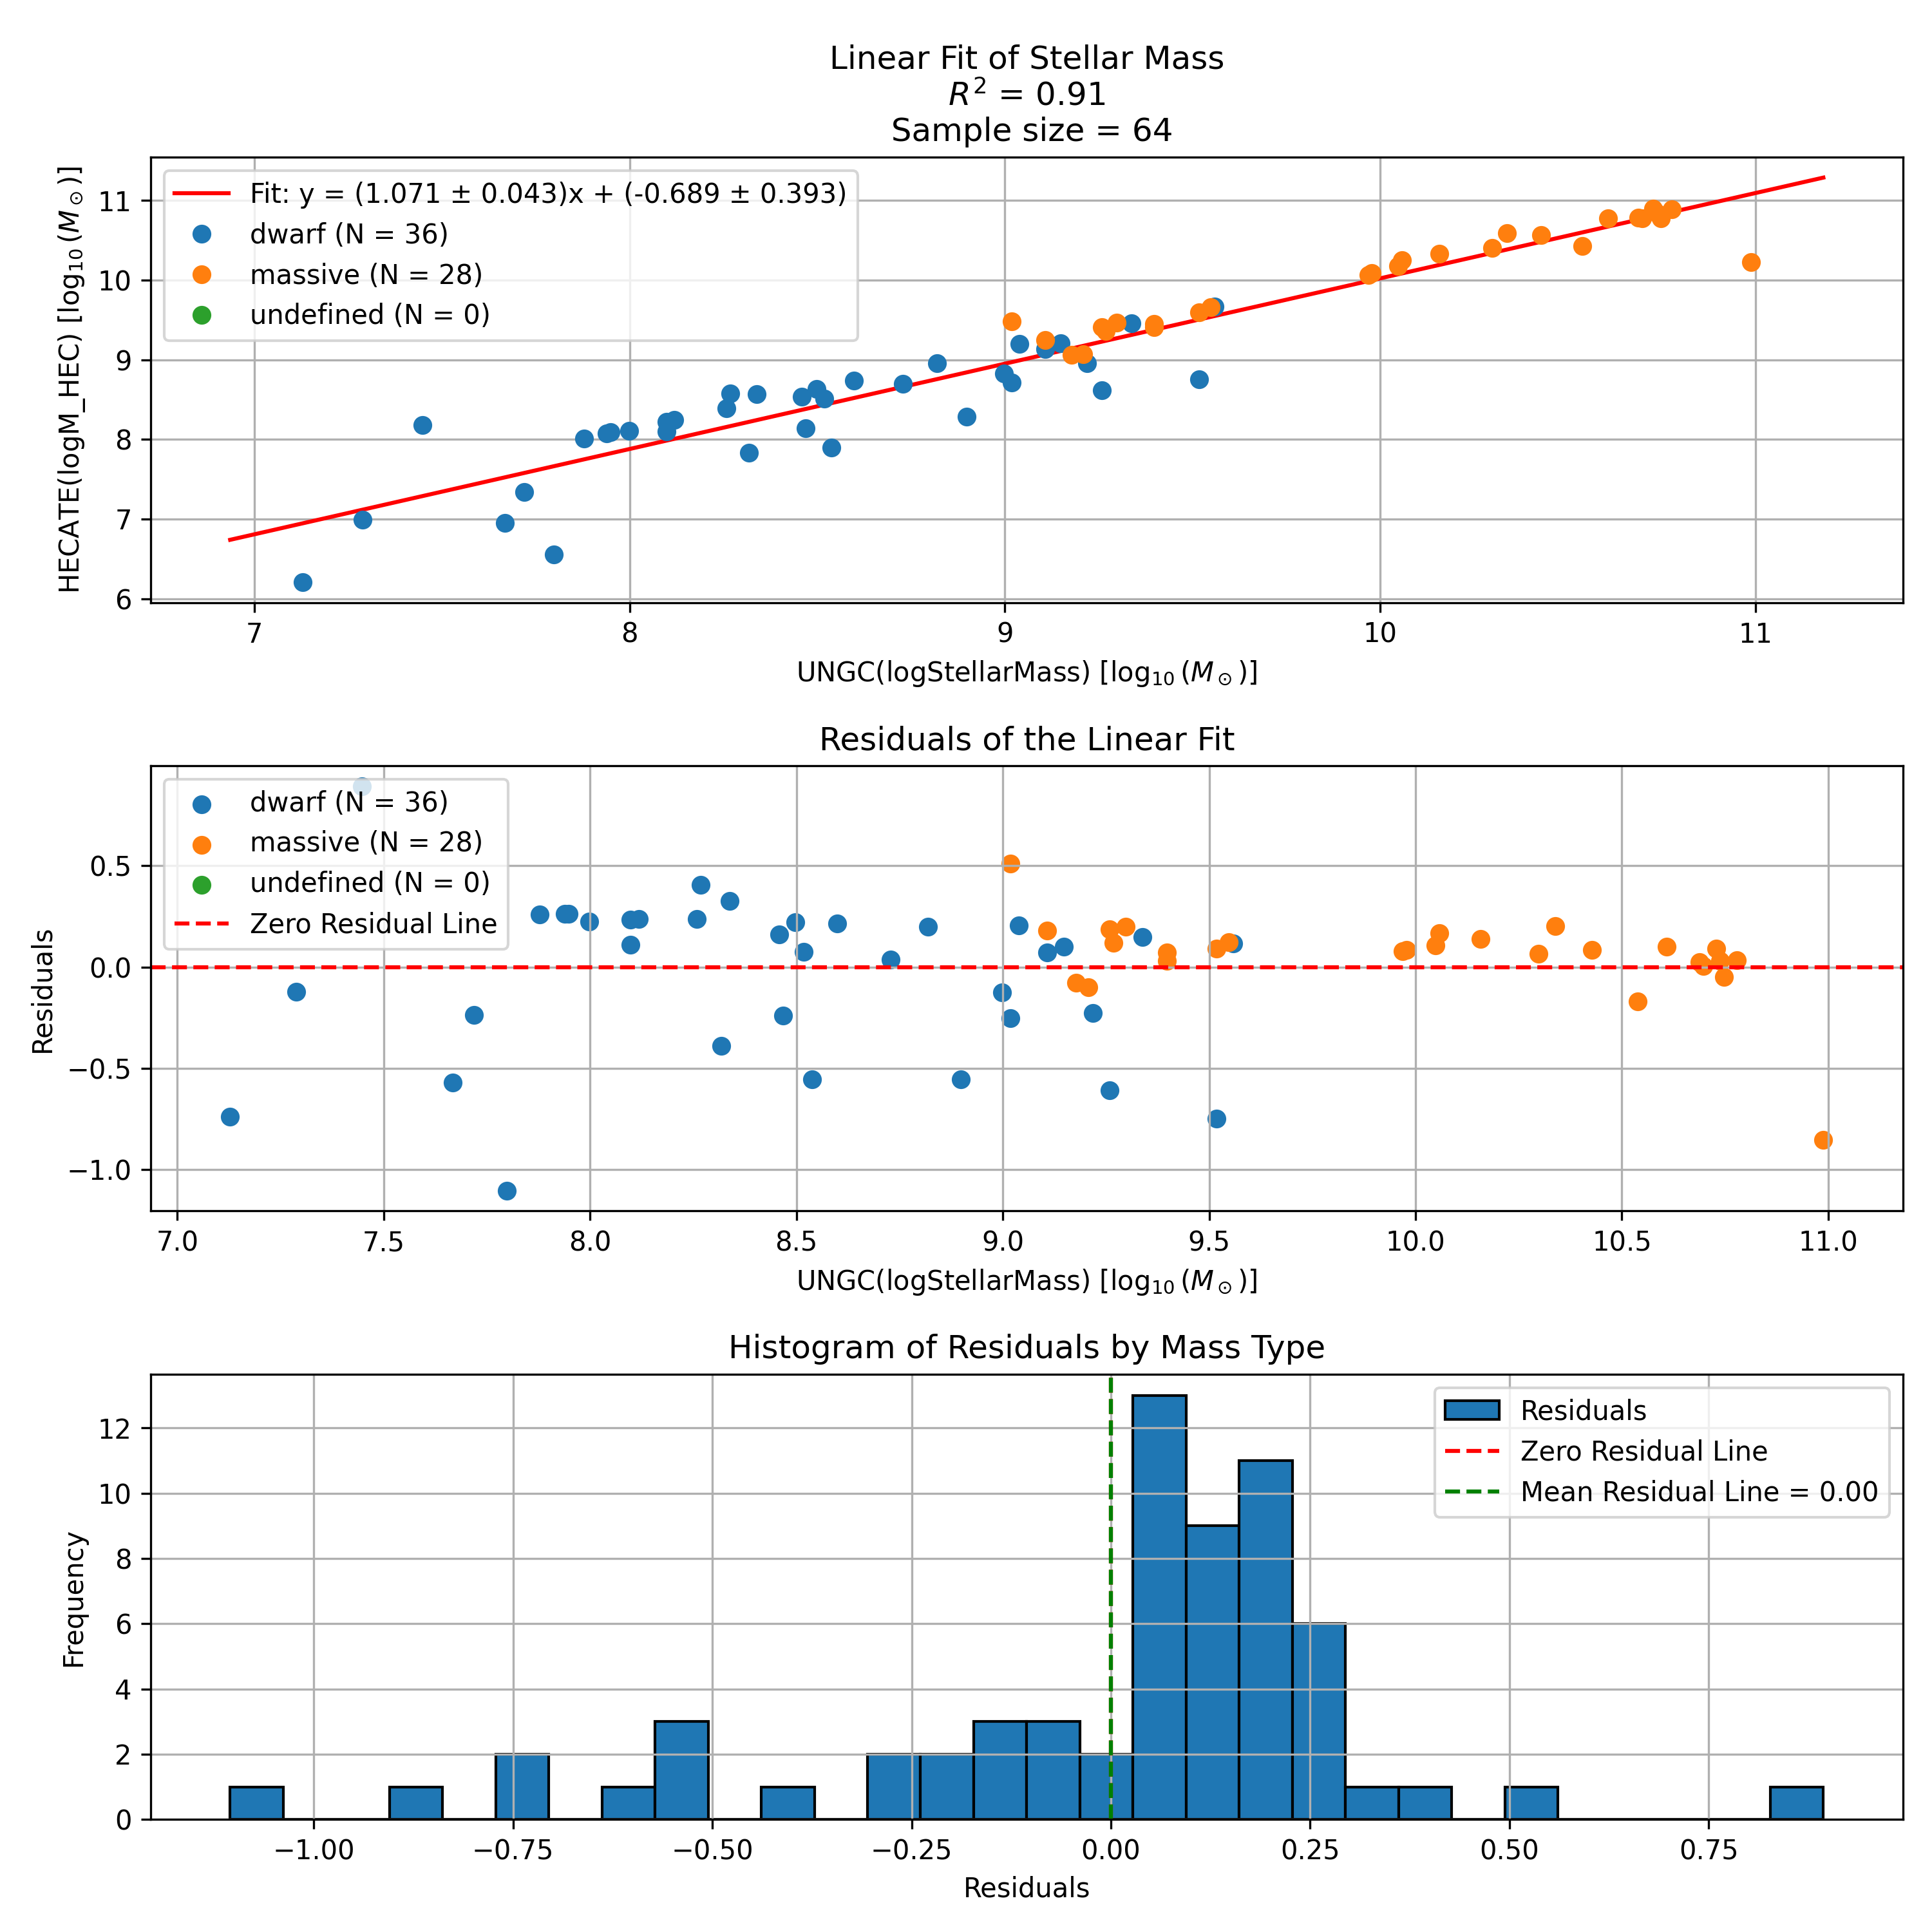 Linear Fit of Stellar Mass
R² = 0.91
Sample size = 64
HECATE(logM_HEC) [log₁₀(M⊙)]
11
10
9
8
7
6
Fit: y = (1.071 ± 0.043)x + (-0.689 ± 0.393)
dwarf (N = 36)
massive (N = 28)
undefined (N = 0)
7 8 9 10 11
UNGC(logStellarMass) [log₁₀(M⊙)]
Residuals of the Linear Fit
Residuals
0.5
0.0
−0.5
−1.0
dwarf (N = 36)
massive (N = 28)
undefined (N = 0)
Zero Residual Line
7.0 7.5 8.0 8.5 9.0 9.5 10.0 10.5 11.0
UNGC(logStellarMass) [log₁₀(M⊙)]
Histogram of Residuals by Mass Type
Frequency
12
10
8
6
4
2
0
Residuals
Zero Residual Line
Mean Residual Line = 0.00
−1.00 −0.75 −0.50 −0.25 0.00 0.25 0.50 0.75
Residuals